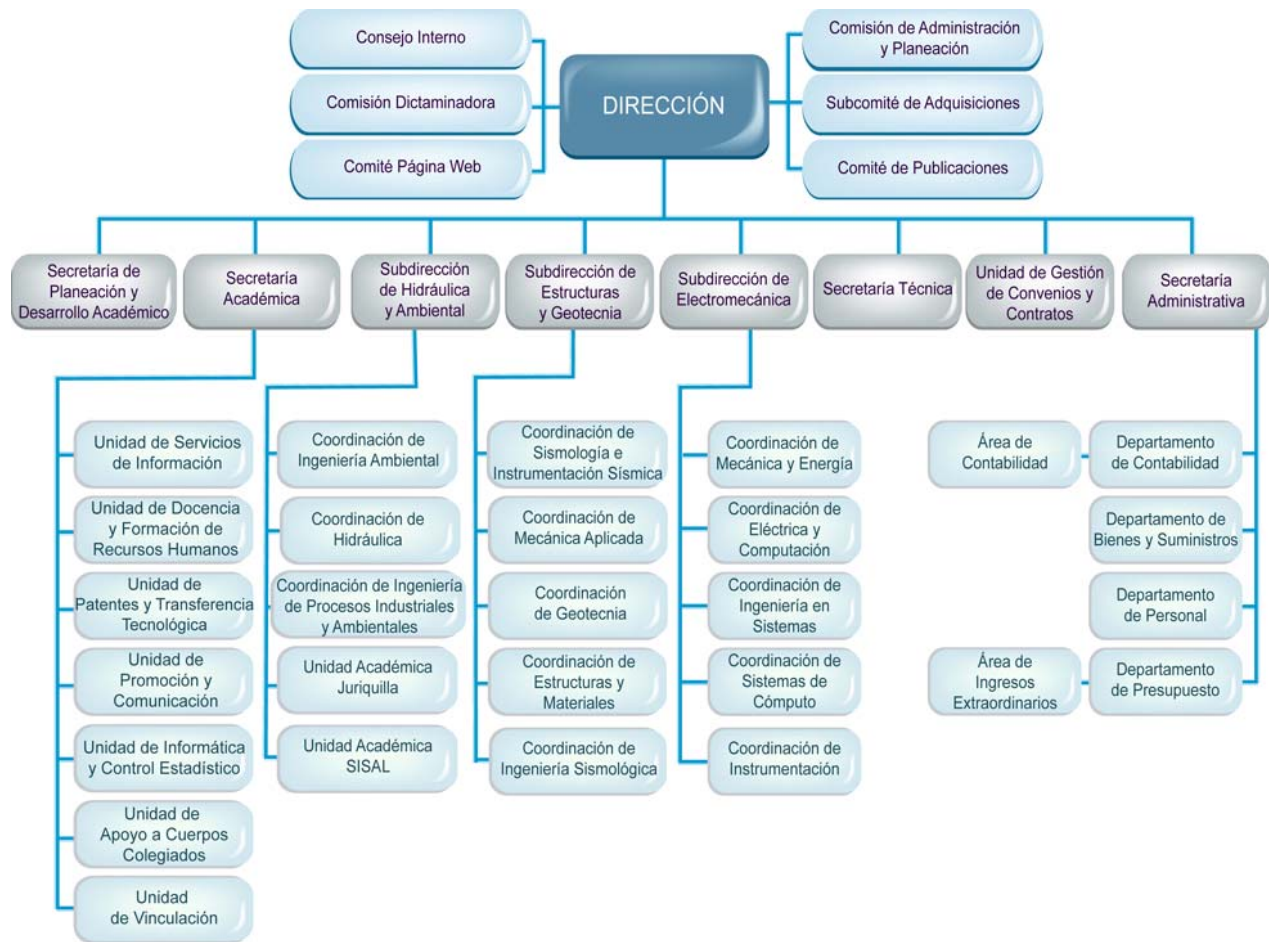 Consejo Interno
Comisión Dictaminadora
Comité Página Web
DIRECCIÓN
Comisión de Administración
y Planeación
Subcomité de Adquisiciones
Comité de Publicaciones
Secretaría de
Planeación y
Desarrollo Académico
Secretaría
Académica
Subdirección
de Hidráulica
y Ambiental
Subdirección de
Estructuras
y Geotecnia
Subdirección de
Electromecánica
Secretaría Técnica
Unidad de Gestión
de Convenios y
Contratos
Secretaría
Administrativa
Unidad de Servicios
de Información
Unidad de Docencia
y Formación de
Recursos Humanos
Unidad de
Patentes y Transferencia
Tecnológica
Unidad de
Promoción y
Comunicación
Unidad de Informática
y Control Estadístico
Unidad de
Apoyo a Cuerpos
Colegiados
Unidad
de Vinculación
Coordinación de
Ingeniería Ambiental
Coordinación de
Hidráulica
Coordinación de Ingeniería
de Procesos Industriales
y Ambientales
Unidad Académica
Juriquilla
Unidad Académica
SISAL
Coordinación de
Sismología e
Instrumentación Sísmica
Coordinación de
Mecánica Aplicada
Coordinación
de Geotecnia
Coordinación de
Estructuras y
Materiales
Coordinación de
Ingeniería Sismológica
Coordinación de
Mecánica y Energía
Coordinación de
Eléctrica y
Computación
Coordinación de
Ingeniería en
Sistemas
Coordinación de
Sistemas de
Cómputo
Coordinación de
Instrumentación
Área de
Contabilidad
Departamento
de Contabilidad
Departamento de
Bienes y Suministros
Departamento
de Personal
Área de
Ingresos
Extraordinarios
Departamento
de Presupuesto